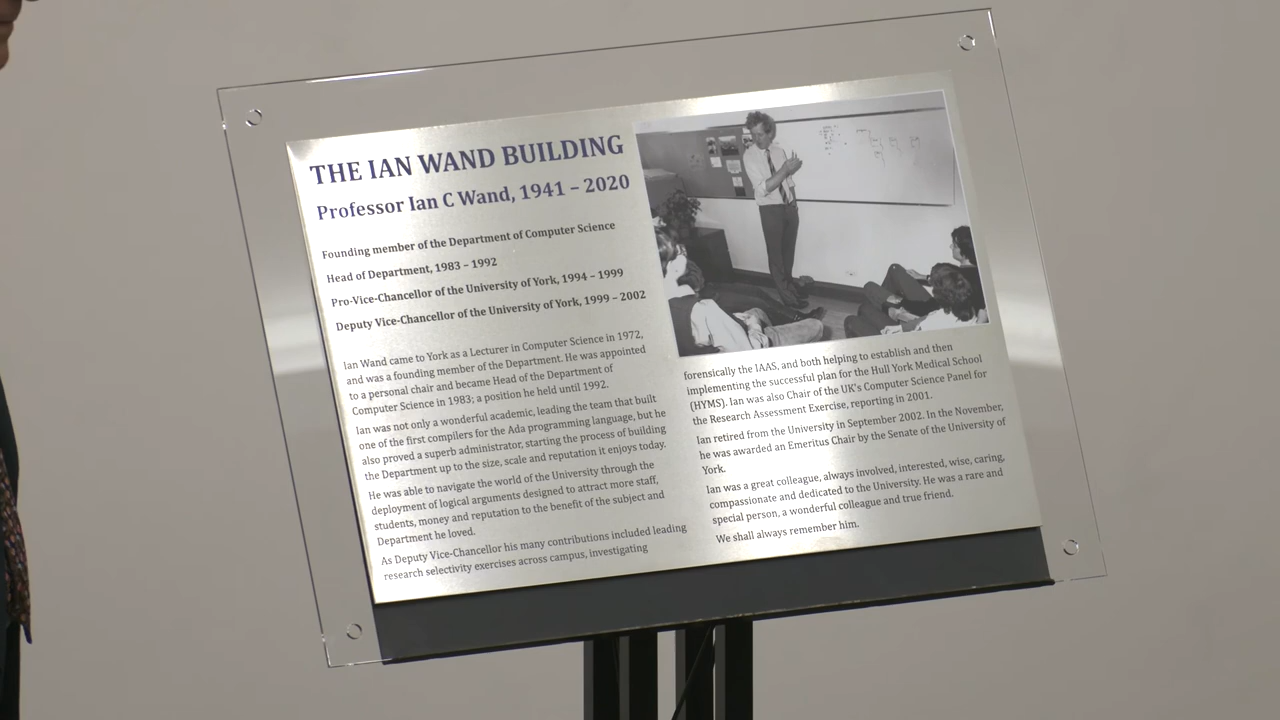 THE IAN WAND BUILDING
Professor Ian C Wand, 1941 – 2020
Founding member of the Department of Computer Science
Head of Department, 1983 – 1992
Pro-Vice-Chancellor of the University of York, 1994 – 1999
Deputy Vice-Chancellor of the University of York, 1999 – 2002
Ian Wand came to York as a Lecturer in Computer Science in 1972,
and was a founding member of the Department. He was appointed
to a personal chair and became Head of the Department of
Computer Science in 1983; a position he held until 1992.
Ian was not only a wonderful academic, leading the team that built
one of the first compilers for the Ada programming language, but he
also proved a superb administrator, starting the process of building
the Department up to the size, scale and reputation it enjoys today.
He was able to navigate the world of the University through the
deployment of logical arguments designed to attract more staff,
students, money and reputation to the benefit of the subject and
Department he loved.
As Deputy Vice-Chancellor his many contributions included leading
research selectivity exercises across campus, investigating
forensically the IAAS, and both helping to establish and then
implementing the successful plan for the Hull York Medical School
(HYMS). Ian was also Chair of the UK's Computer Science Panel for
the Research Assessment Exercise, reporting in 2001.
Ian retired from the University in September 2002. In the November,
he was awarded an Emeritus Chair by the Senate of the University of
York.
Ian was a great colleague, always involved, interested, wise, caring,
compassionate and dedicated to the University. He was a rare and
special person, a wonderful colleague and true friend.
We shall always remember him.